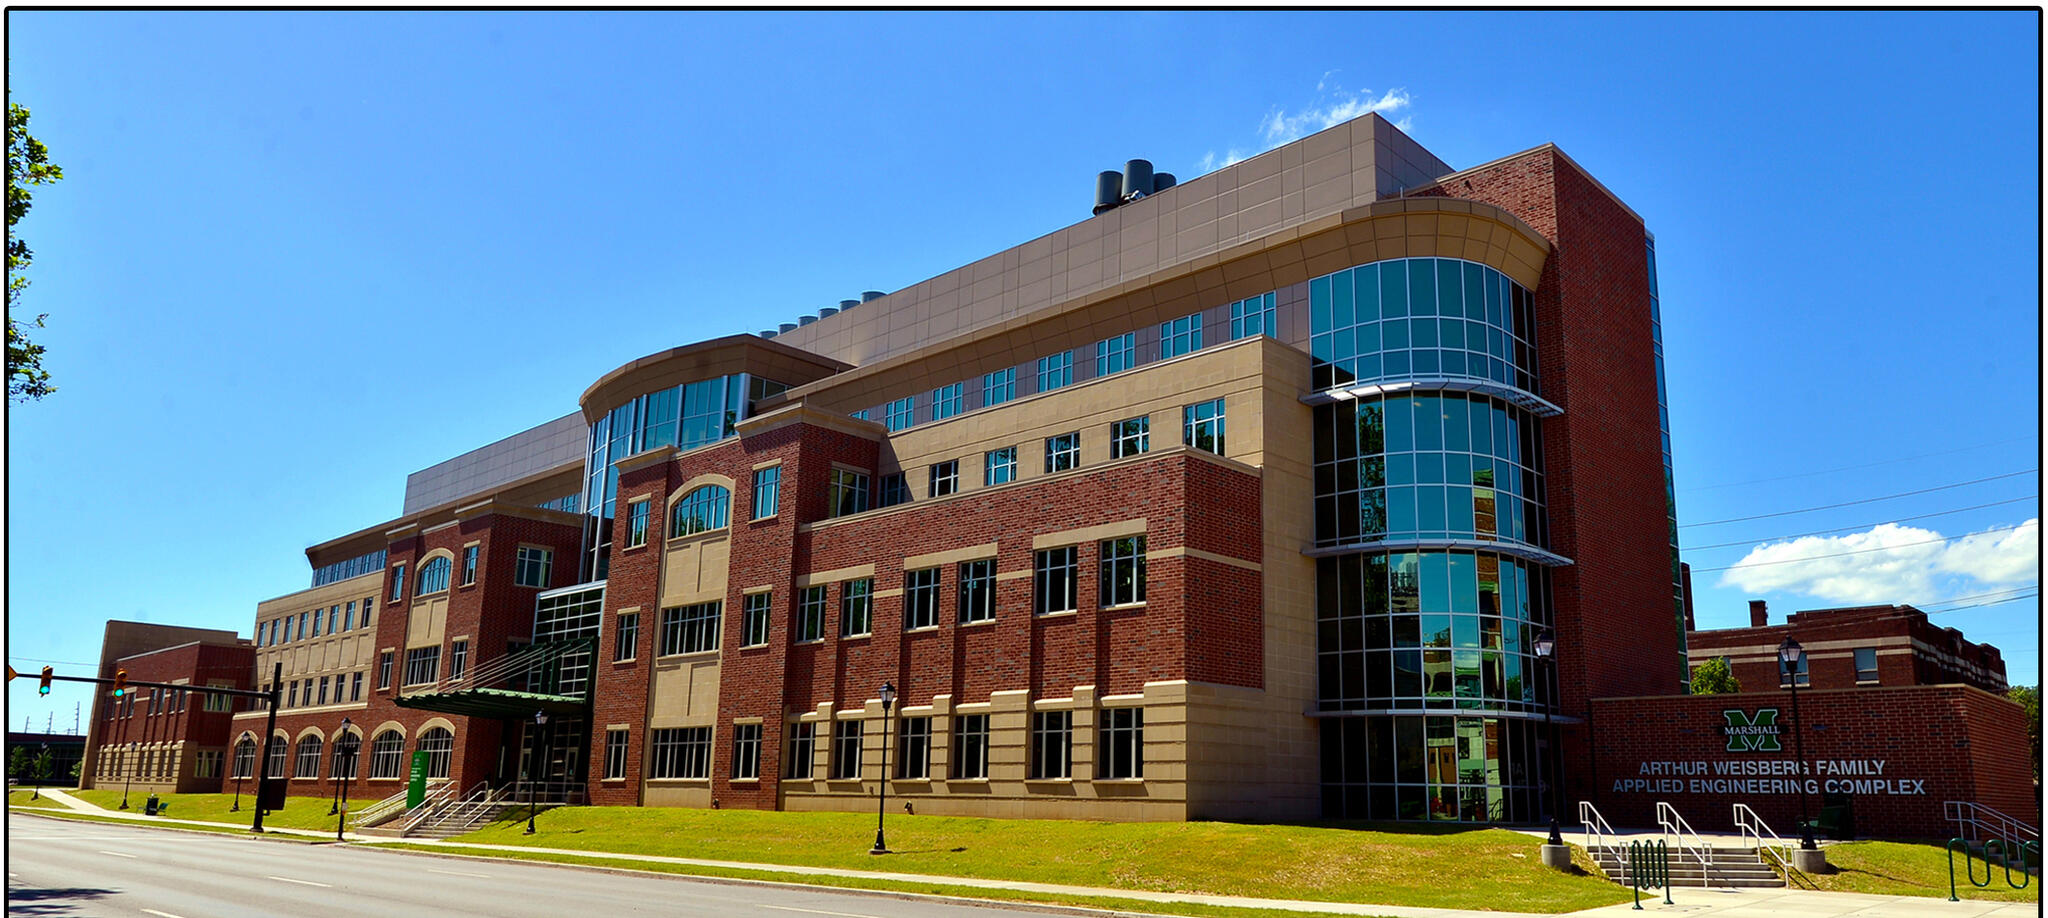 MARSHALL
ARTHUR WEISBERG FAMILY
APPLIED ENGINEERING COMPLEX